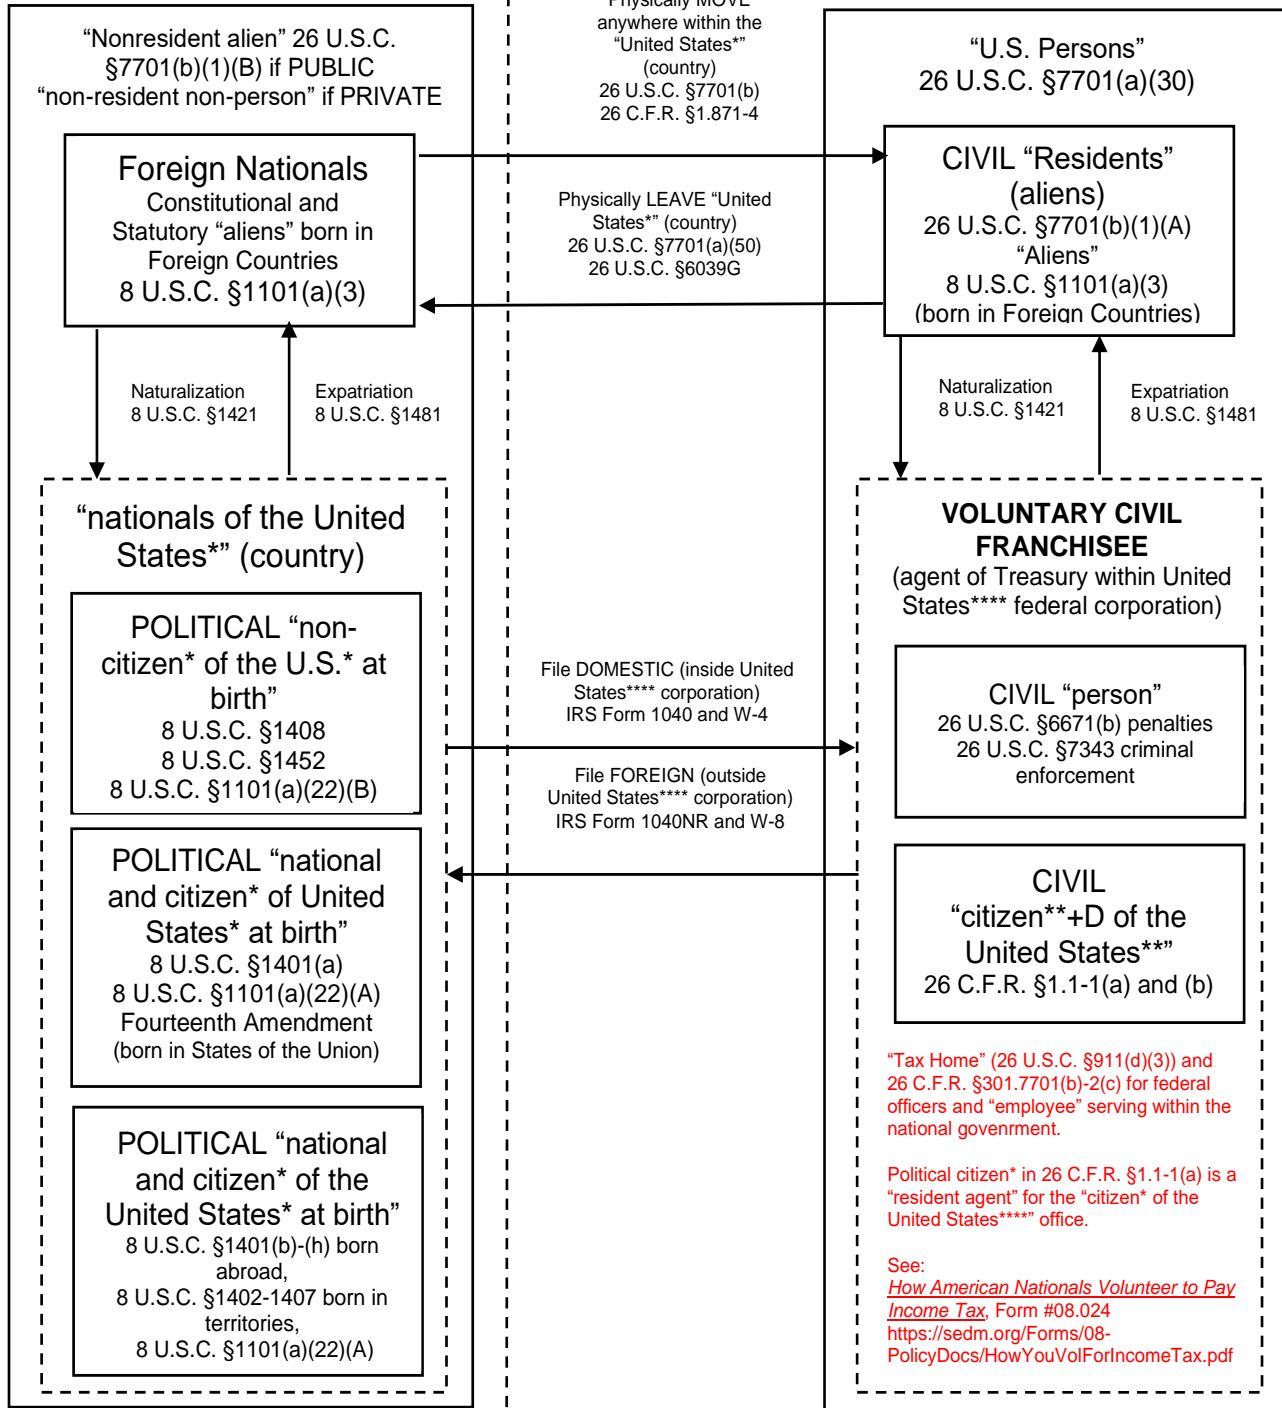 “Nonresident alien” 26 U.S.C.
§7701(b)(1)(B) if PUBLIC
“non-resident non-person” if PRIVATE
Foreign Nationals
Constitutional and
Statutory “aliens” born in
Foreign Countries
8 U.S.C. §1101(a)(3)
Naturalization
8 U.S.C. §1421
Expatriation
8 U.S.C. §1481
“nationals of the United
States*” (country)
POLITICAL “non-
citizen* of the U.S.* at
birth”
8 U.S.C. §1408
8 U.S.C. §1452
8 U.S.C. §1101(a)(22)(B)
POLITICAL “national
and citizen* of United
States* at birth”
8 U.S.C. §1401(a)
8 U.S.C. §1101(a)(22)(A)
Fourteenth Amendment
(born in States of the Union)
POLITICAL “national
and citizen* of the
United States* at birth”
8 U.S.C. §1401(b)-(h) born
abroad,
8 U.S.C. §1402-1407 born in
territories,
8 U.S.C. §1101(a)(22)(A)
Physically MOVE
anywhere within the
“United States*”
(country)
26 U.S.C. §7701(b)
26 C.F.R. §1.871-4
Physically LEAVE “United
States*” (country)
26 U.S.C. §7701(a)(50)
26 U.S.C. §6039G
File DOMESTIC (inside United
States**** corporation)
IRS Form 1040 and W-4
File FOREIGN (outside
United States**** corporation)
IRS Form 1040NR and W-8
“U.S. Persons”
26 U.S.C. §7701(a)(30)
CIVIL “Residents”
(aliens)
26 U.S.C. §7701(b)(1)(A)
“Aliens”
8 U.S.C. §1101(a)(3)
(born in Foreign Countries)
Naturalization
8 U.S.C. §1421
Expatriation
8 U.S.C. §1481
VOLUNTARY CIVIL
FRANCHISEE
(agent of Treasury within United
States**** federal corporation)
CIVIL “person”
26 U.S.C. §6671(b) penalties
26 U.S.C. §7343 criminal
enforcement
CIVIL
“citizen**+D of the
United States**”
26 C.F.R. §1.1-1(a) and (b)
“Tax Home” (26 U.S.C. §911(d)(3)) and
26 C.F.R. §301.7701(b)-2(c) for federal
officers and “employee” serving within the
national govenrment.
Political citizen* in 26 C.F.R. §1.1-1(a) is a
“resident agent” for the “citizen* of the
United States****” office.
See:
How American Nationals Volunteer to Pay
Income Tax, Form #08.024
https://sedm.org/Forms/08-
PolicyDocs/HowYouVolForIncomeTax.pdf